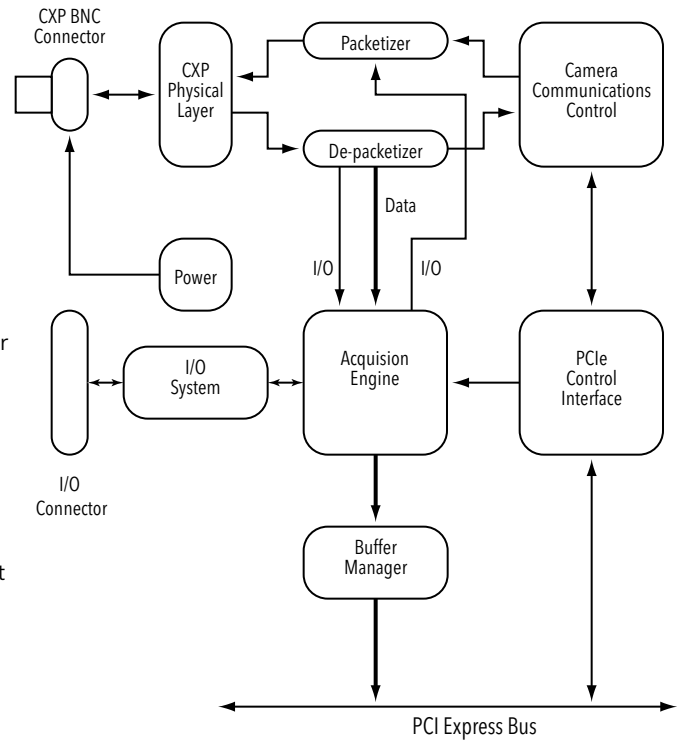 CXP BNC
Connector
CXP
Physical
Layer
Packetizer
Camera
Communications
Control
De-packetizer
Data
I/O
I/O
Power
r
I/O
System
Acquision
Engine
PCIe
Control
Interface
I/O
Connector
Buffer
Manager
t
PCI Express Bus